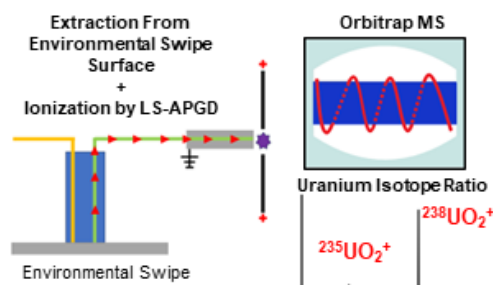 Extraction From
Environmental Swipe
Surface
+
Ionization by LS-APGD
+
+
Environmental Swipe
Orbitrap MS
Uranium Isotope Ratio
²³⁵UO₂⁺
²³⁸UO₂⁺